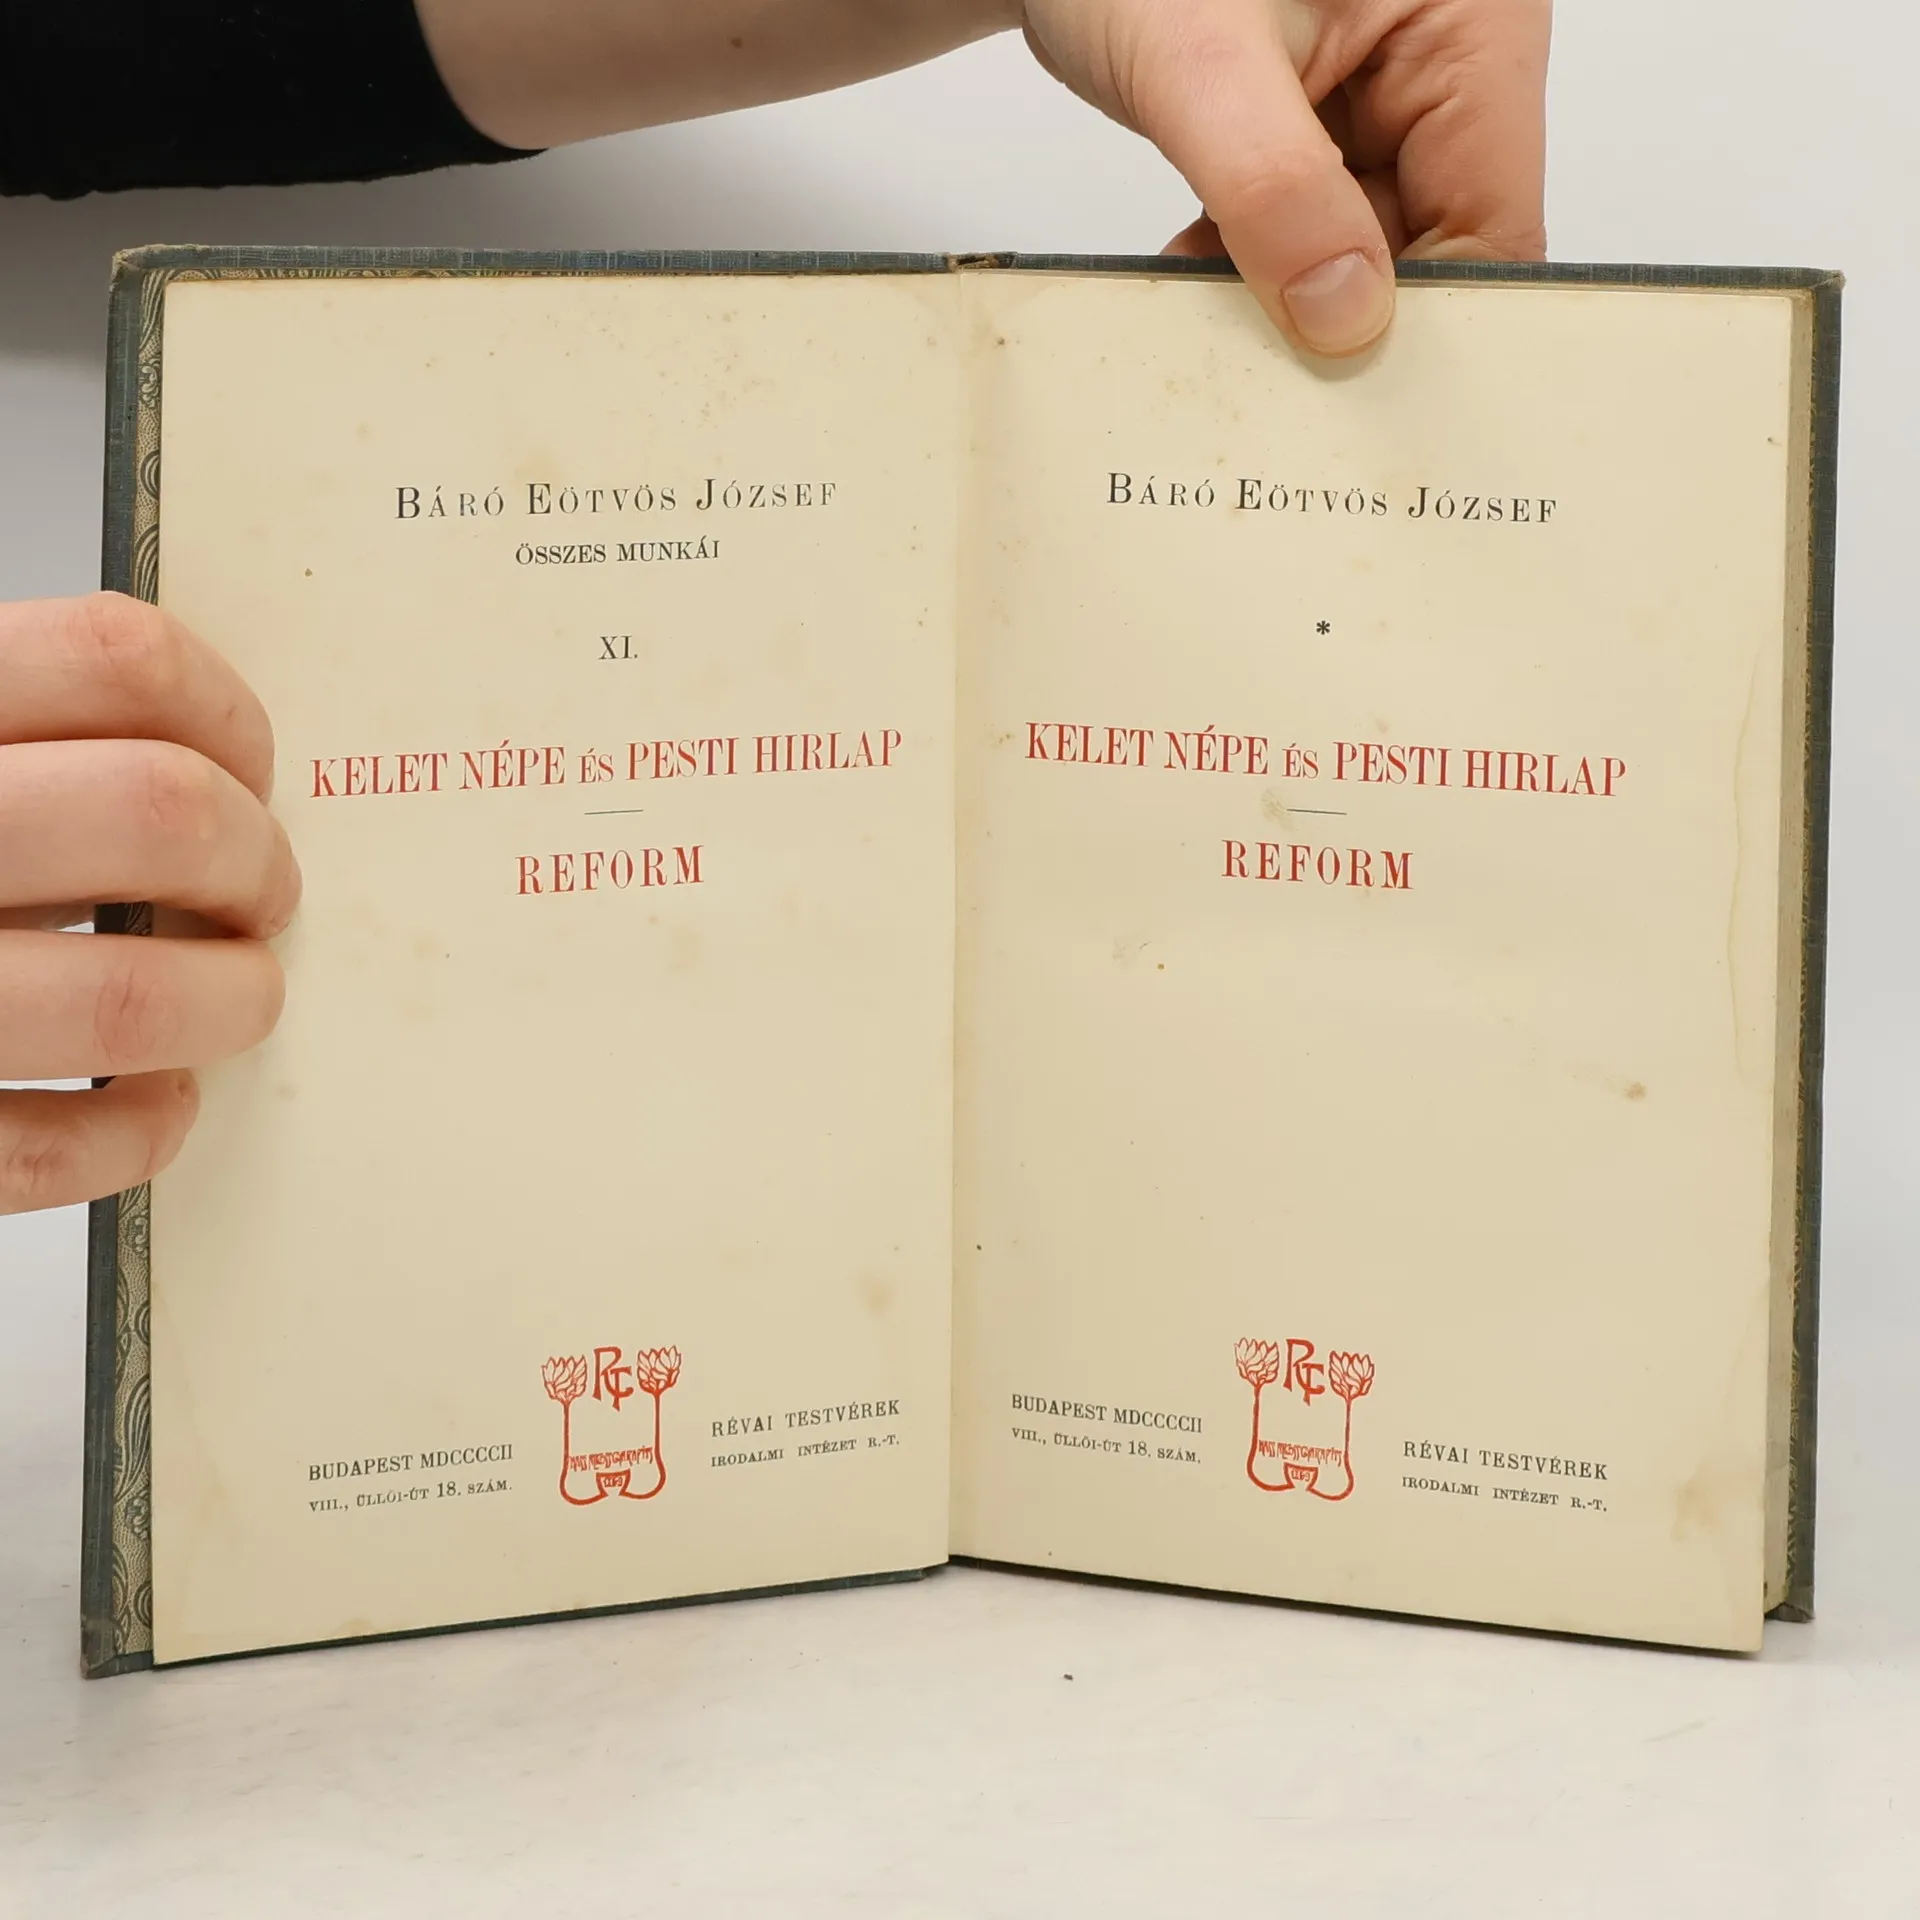 BÁRÓ EÖTVÖS JÓZSEF
ÖSSZES MUNKÁI
XI.
KELET NÉPE ÉS PESTI HIRLAP
REFORM
BUDAPEST MDCCCCII
VIII., ÜLLŐI-ÚT 18. SZÁM.
RÉVAI TESTVÉREK
IRODALMI INTÉZET R.-T.
BÁRÓ EÖTVÖS JÓZSEF
*
KELET NÉPE ÉS PESTI HIRLAP
REFORM
BUDAPEST MDCCCCII
VIII., ÜLLŐI-ÚT 18. SZÁM.
RÉVAI TESTVÉREK
IRODALMI INTÉZET R.-T.